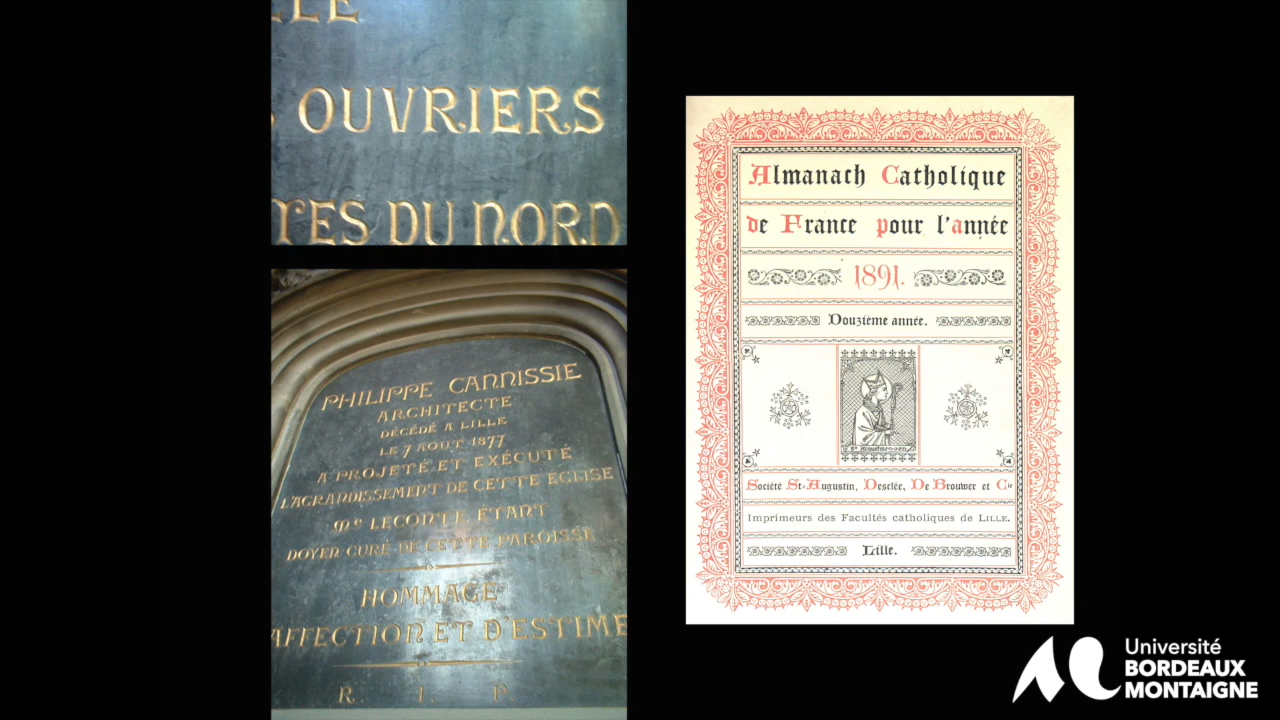 OUVRIERS
TES DU NORD
PHILIPPE CANNISSIE
ARCHITECTE
DÉCÉDÉ A LILLE
LE 7 AOUT 1877
A PROJETÉ ET EXÉCUTÉ
L'AGRANDISSEMENT DE CETTE EGLISE
Mr LECONTE ÉTANT
DOYEN CURÉ DE CETTE PAROISSE
HOMMAGE
AFFECTION ET D'ESTIME
R. I. P.
Almanach Catholique
de France pour l'année
1891.
Douzième année.
Société St-Augustin, Desclée, De Brouwer et Cie
Imprimeurs des Facultés catholiques de LILLE.
Lille.
Université
BORDEAUX
MONTAIGNE